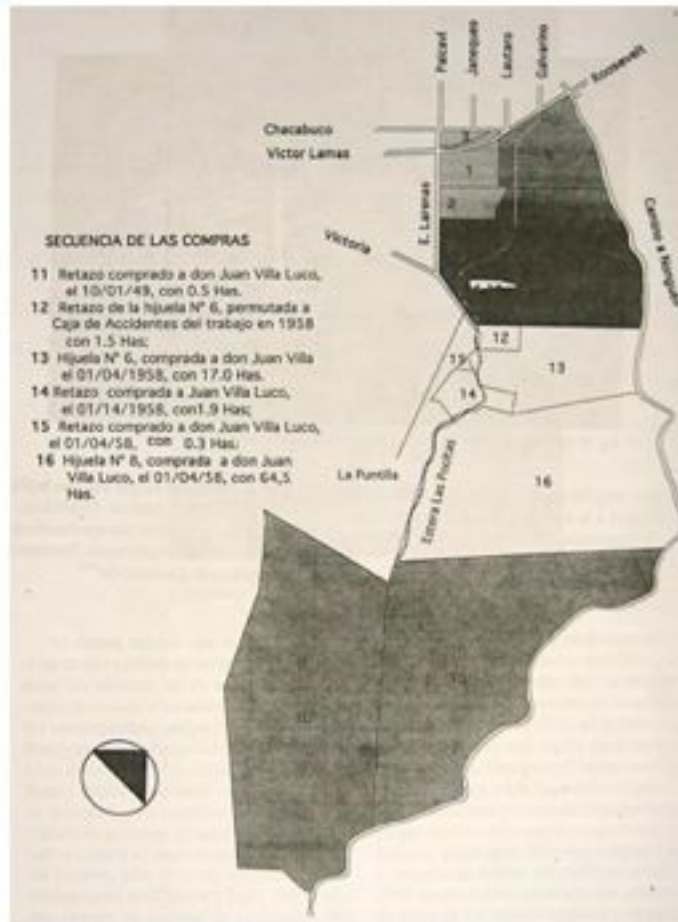 Paicaví
Janequeo
Lautaro
Galvarino
Roosevelt
Chacabuco
Victor Lamas
3
1
2
E. Larenas
Camino a Nonguén
Victoria
SECUENCIA DE LAS COMPRAS
11 Retazo comprado a don Juan Villa Luco,
el 10/01/49, con 0.5 Has.
12 Retazo de la hijuela N° 6, permutada a
Caja de Accidentes del trabajo en 1958
con 1.5 Has;
13 Hijuela N° 6, comprada a don Juan Villa
el 01/04/1958, con 17.0 Has.
14 Retazo comprada a Juan Villa Luco,
el 01/14/1958, con1.9 Has;
15 Retazo comprado a don Juan Villa Luco,
el 01/04/58, con 0.3 Has;
16 Hijuela N° 8, comprada a don Juan
Villa Luco, el 01/04/58, con 64,5
Has.
12
13
15
14
La Puntilla
Estero Las Pocitas
16
10